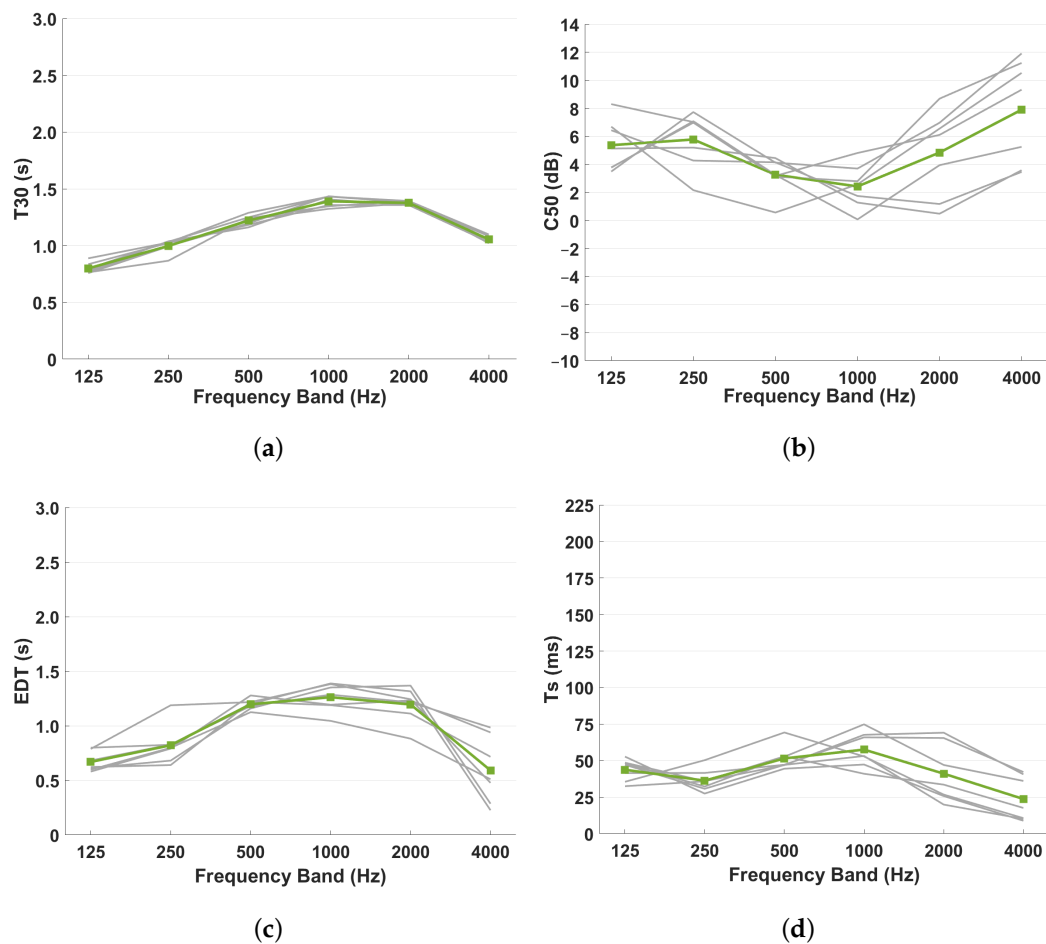 3.0
2.5
2.0
1.5
1.0
0.5
0
T30 (s)
125 250 500 1000 2000 4000
Frequency Band (Hz)
(a)
14
12
10
8
6
4
2
0
−2
−4
−6
−8
−10
C50 (dB)
125 250 500 1000 2000 4000
Frequency Band (Hz)
(b)
3.0
2.5
2.0
1.5
1.0
0.5
0
EDT (s)
125 250 500 1000 2000 4000
Frequency Band (Hz)
(c)
225
200
175
150
125
100
75
50
25
0
Ts (ms)
125 250 500 1000 2000 4000
Frequency Band (Hz)
(d)